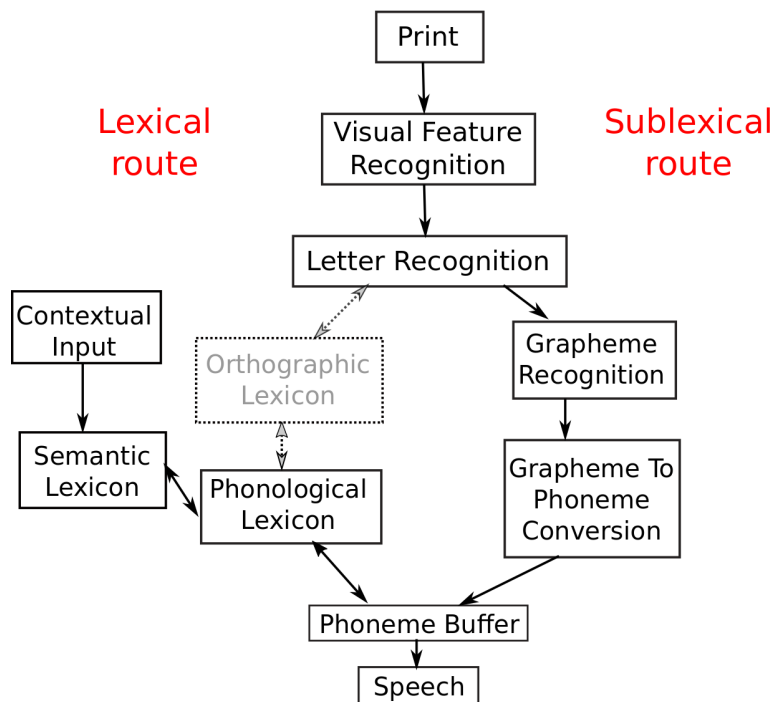 Print
Lexical
route
Sublexical
route
Visual Feature
Recognition
Letter Recognition
Contextual
Input
Orthographic
Lexicon
Grapheme
Recognition
Semantic
Lexicon
Phonological
Lexicon
Grapheme To
Phoneme
Conversion
Phoneme Buffer
Speech